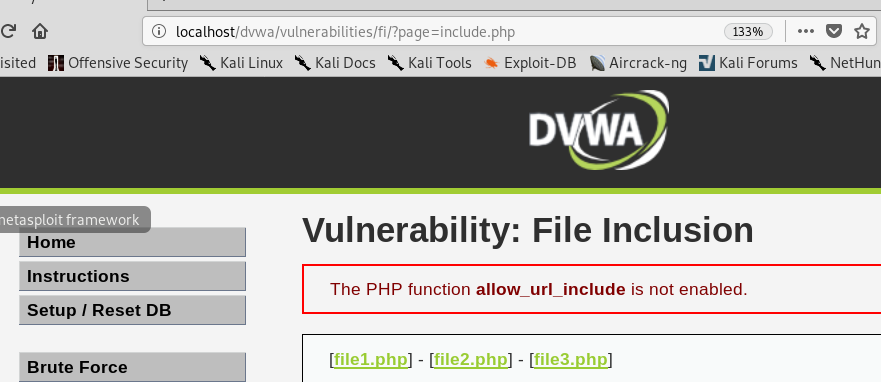 localhost/dvwa/vulnerabilities/fi/?page=include.php 133%
isited Offensive Security Kali Linux Kali Docs Kali Tools Exploit-DB Aircrack-ng Kali Forums NetHun
DVWA
netasploit framework
Vulnerability: File Inclusion
Home
Instructions
Setup / Reset DB
Brute Force
The PHP function allow_url_include is not enabled.
[file1.php] - [file2.php] - [file3.php]